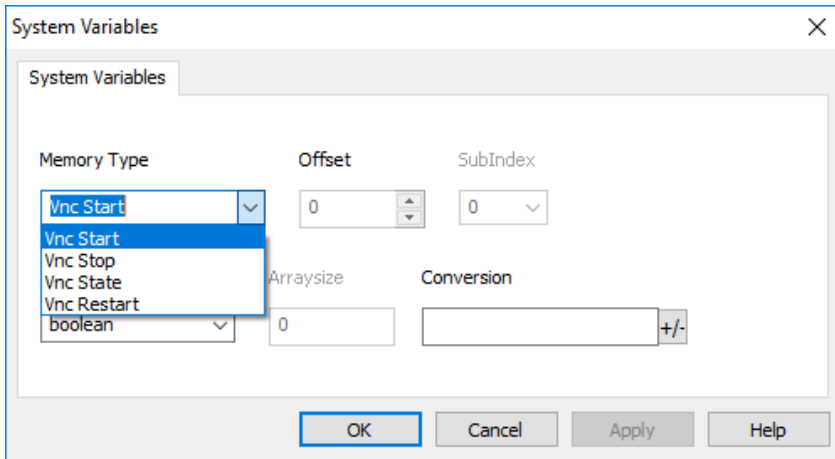 System Variables
System Variables
Memory Type Offset SubIndex
Vnc Start 0 0
Vnc Start
Vnc Stop
Vnc State
Vnc Restart
Arraysize Conversion
boolean 0 +/-
OK Cancel Apply Help